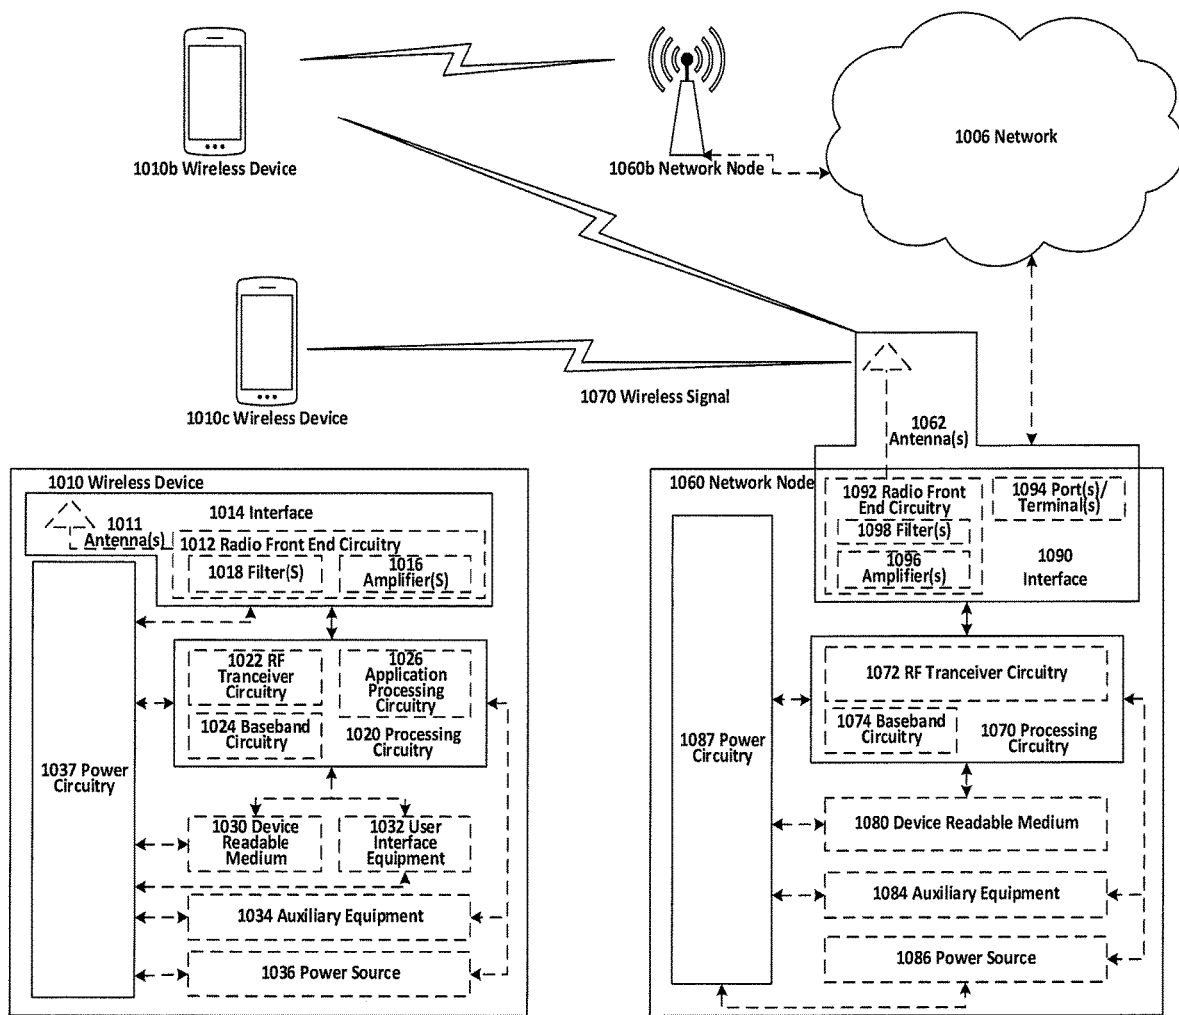 1010b Wireless Device
1060b Network Node
1006 Network
1010c Wireless Device
1070 Wireless Signal
1062
Antenna(s)
1010 Wireless Device
1014 Interface
1011
Antenna(s)
1012 Radio Front End Circuitry
1018 Filter(S)
1016
Amplifier(S)
1022 RF
Tranceiver
Circuitry
1026
Application
Processing
Circuitry
1024 Baseband
Circuitry
1020 Processing
Circuitry
1037 Power
Circuitry
1030 Device
Readable
Medium
1032 User
Interface
Equipment
1034 Auxiliary Equipment
1036 Power Source
1060 Network Node
1092 Radio Front
End Circuitry
1098 Filter(s)
1096
Amplifier(s)
1094 Port(s)/
Terminal(s)
1090
Interface
1072 RF Tranceiver Circuitry
1074 Baseband
Circuitry
1070 Processing
Circuitry
1087 Power
Circuitry
1080 Device Readable Medium
1084 Auxiliary Equipment
1086 Power Source